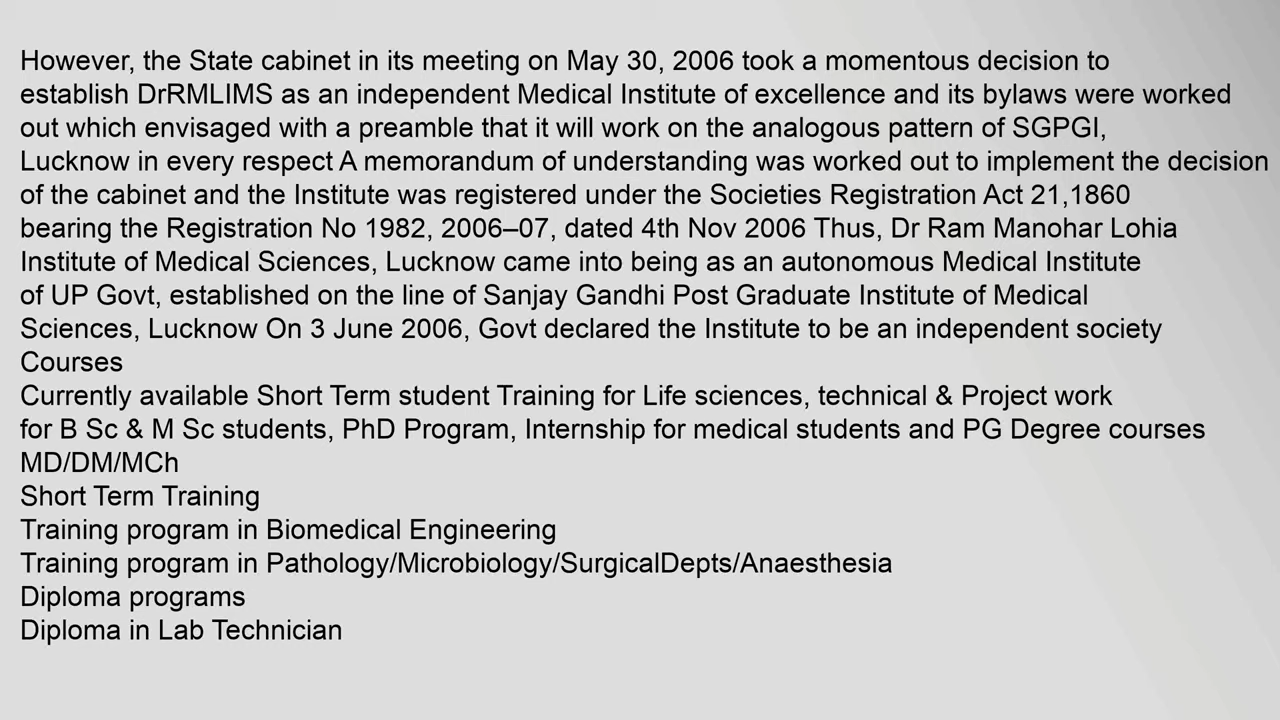 However, the State cabinet in its meeting on May 30, 2006 took a momentous decision to
establish DrRMLIMS as an independent Medical Institute of excellence and its bylaws were worked
out which envisaged with a preamble that it will work on the analogous pattern of SGPGI,
Lucknow in every respect A memorandum of understanding was worked out to implement the decision
of the cabinet and the Institute was registered under the Societies Registration Act 21,1860
bearing the Registration No 1982, 2006–07, dated 4th Nov 2006 Thus, Dr Ram Manohar Lohia
Institute of Medical Sciences, Lucknow came into being as an autonomous Medical Institute
of UP Govt, established on the line of Sanjay Gandhi Post Graduate Institute of Medical
Sciences, Lucknow On 3 June 2006, Govt declared the Institute to be an independent society
Courses
Currently available Short Term student Training for Life sciences, technical & Project work
for B Sc & M Sc students, PhD Program, Internship for medical students and PG Degree courses
MD/DM/MCh
Short Term Training
Training program in Biomedical Engineering
Training program in Pathology/Microbiology/SurgicalDepts/Anaesthesia
Diploma programs
Diploma in Lab Technician